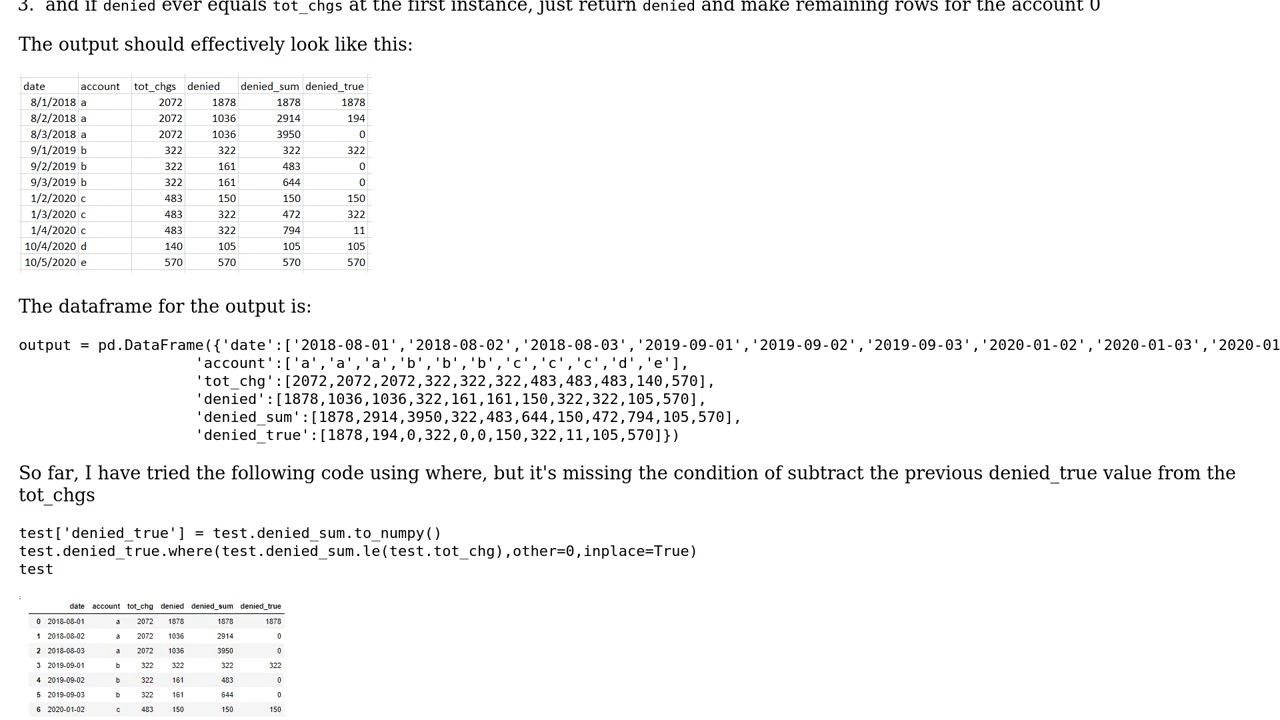 3. and if denied ever equals tot_chgs at the first instance, just return denied and make remaining rows for the account 0
The output should effectively look like this:
date account tot_chgs denied denied_sum denied_true
8/1/2018 a 2072 1878 1878 1878
8/2/2018 a 2072 1036 2914 194
8/3/2018 a 2072 1036 3950 0
9/1/2019 b 322 322 322 322
9/2/2019 b 322 161 483 0
9/3/2019 b 322 161 644 0
1/2/2020 c 483 150 150 150
1/3/2020 c 483 322 472 322
1/4/2020 c 483 322 794 11
10/4/2020 d 140 105 105 105
10/5/2020 e 570 570 570 570
The dataframe for the output is:
output = pd.DataFrame({'date':['2018-08-01','2018-08-02','2018-08-03','2019-09-01','2019-09-02','2019-09-03','2020-01-02','2020-01-03','2020-01
'account':['a','a','a','b','b','b','c','c','c','d','e'],
'tot_chg':[2072,2072,2072,322,322,322,483,483,483,140,570],
'denied':[1878,1036,1036,322,161,161,150,322,322,105,570],
'denied_sum':[1878,2914,3950,322,483,644,150,472,794,105,570],
'denied_true':[1878,194,0,322,0,0,150,322,11,105,570]})
So far, I have tried the following code using where, but it's missing the condition of subtract the previous denied_true value from the
tot_chgs
test['denied_true'] = test.denied_sum.to_numpy()
test.denied_true.where(test.denied_sum.le(test.tot_chg),other=0,inplace=True)
test
:
date account tot_chg denied denied_sum denied_true
0 2018-08-01 a 2072 1878 1878 1878
1 2018-08-02 a 2072 1036 2914 0
2 2018-08-03 a 2072 1036 3950 0
3 2019-09-01 b 322 322 322 322
4 2019-09-02 b 322 161 483 0
5 2019-09-03 b 322 161 644 0
6 2020-01-02 c 483 150 150 150